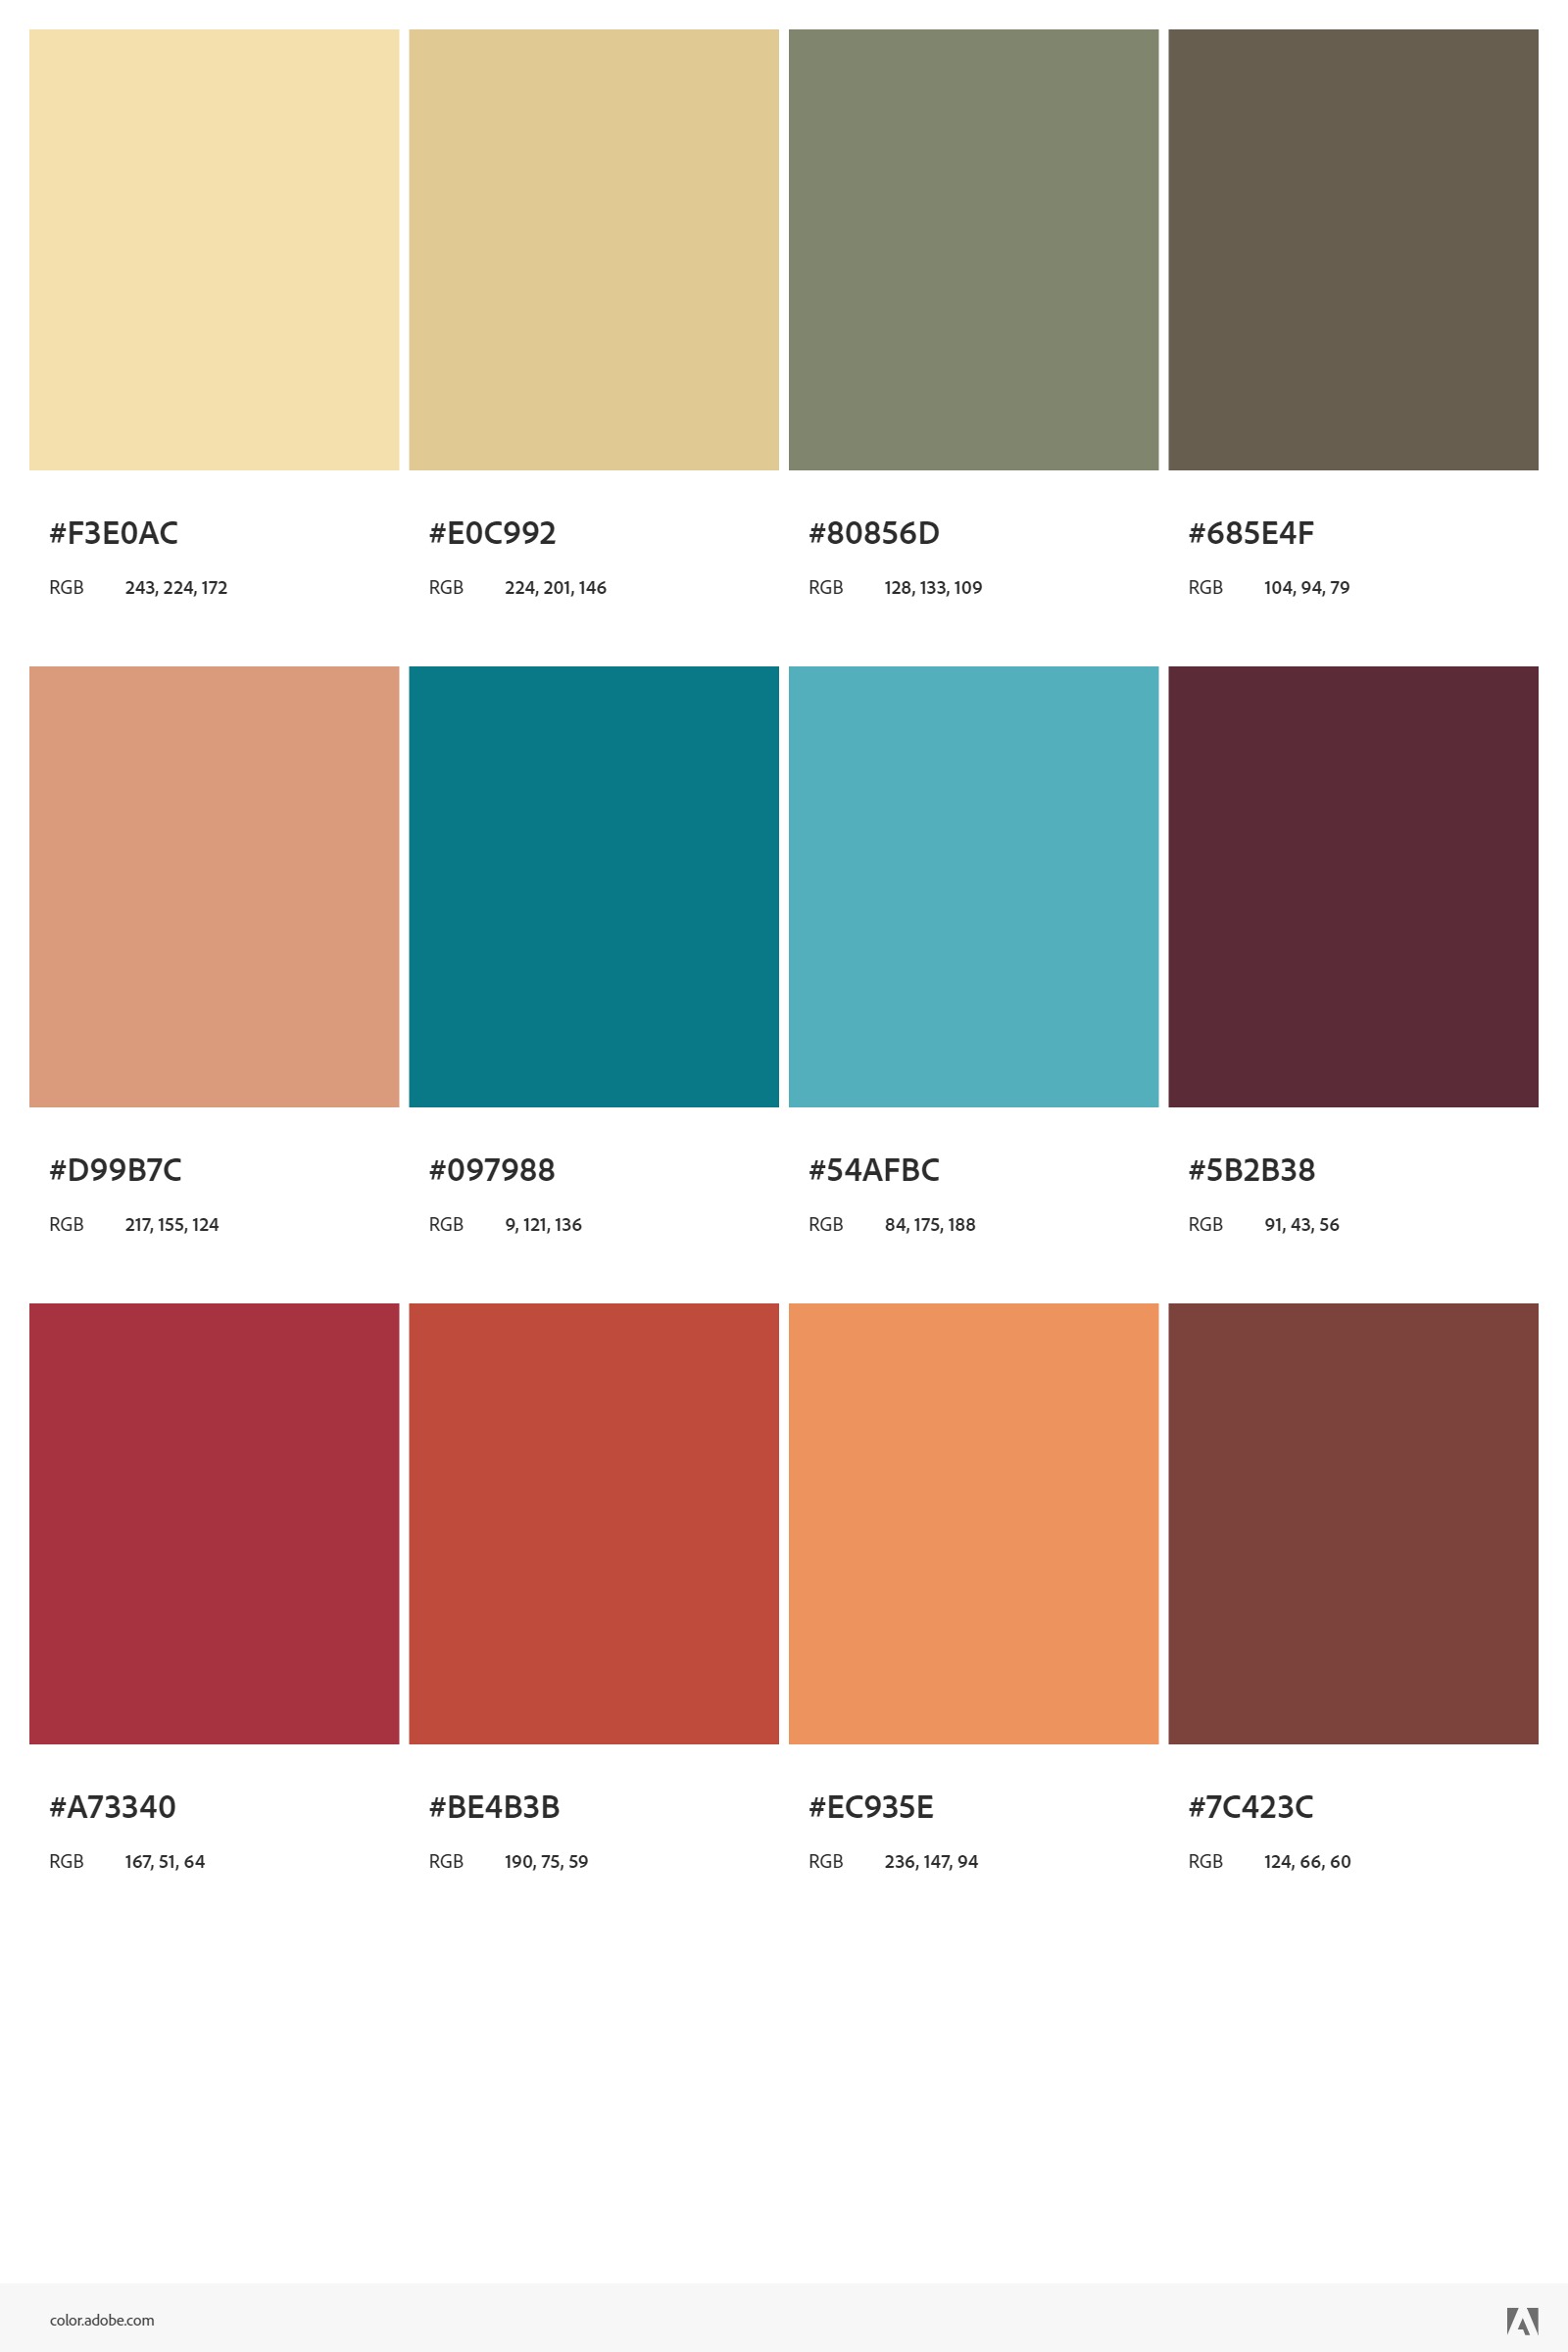 #F3E0AC #E0C992 #80856D #685E4F
RGB 243, 224, 172 RGB 224, 201, 146 RGB 128, 133, 109 RGB 104, 94, 79
#D99B7C #097988 #54AFBC #5B2B38
RGB 217, 155, 124 RGB 9, 121, 136 RGB 84, 175, 188 RGB 91, 43, 56
#A73340 #BE4B3B #EC935E #7C423C
RGB 167, 51, 64 RGB 190, 75, 59 RGB 236, 147, 94 RGB 124, 66, 60
color.adobe.com